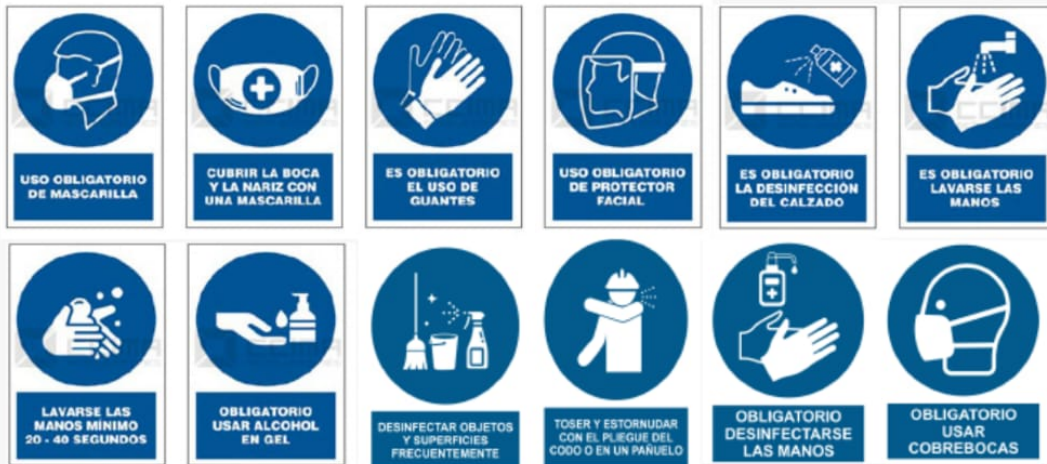 USO OBLIGATORIO
DE MASCARILLA
CUBRIR LA BOCA
Y LA NARIZ CON
UNA MASCARILLA
ES OBLIGATORIO
EL USO DE
GUANTES
USO OBLIGATORIO
DE PROTECTOR
FACIAL
ES OBLIGATORIO
LA DESINFECCIÓN
DEL CALZADO
ES OBLIGATORIO
LAVARSE LAS
MANOS
LAVARSE LAS
MANOS MÍNIMO
20 - 40 SEGUNDOS
OBLIGATORIO
USAR ALCOHOL
EN GEL
DESINFECTAR OBJETOS
Y SUPERFICIES
FRECUENTEMENTE
TOSER Y ESTORNUDAR
CON EL PLIEGUE DEL
CODO O EN UN PAÑUELO
OBLIGATORIO
DESINFECTARSE
LAS MANOS
OBLIGATORIO
USAR
COBREBOCAS